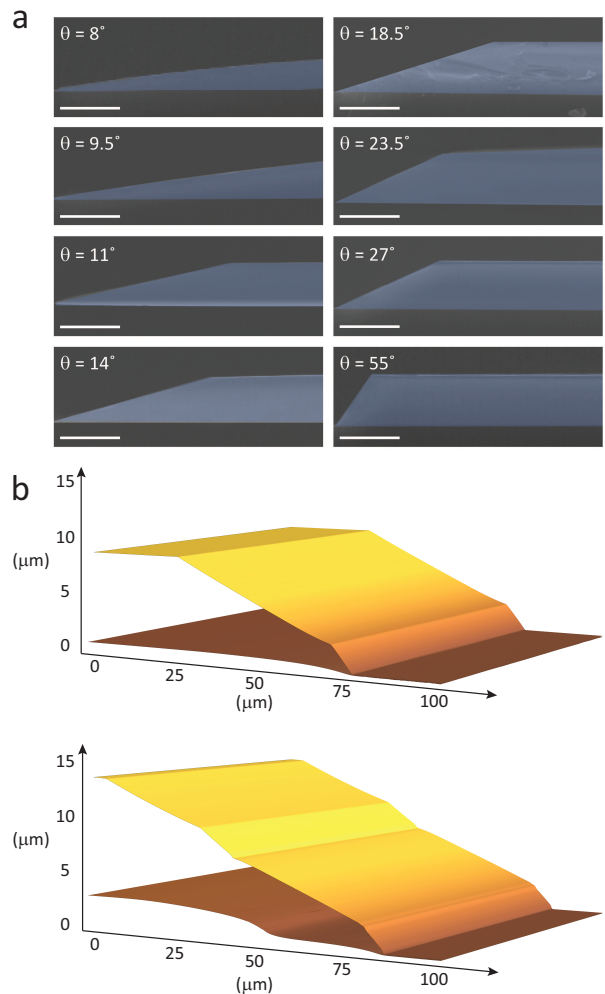 a
θ = 8°
θ = 18.5°
θ = 9.5°
θ = 23.5°
θ = 11°
θ = 27°
θ = 14°
θ = 55°
b
15
10
(μm)
5
0
0
25
50
75
100
(μm)
15
10
(μm)
5
0
0
25
50
75
100
(μm)